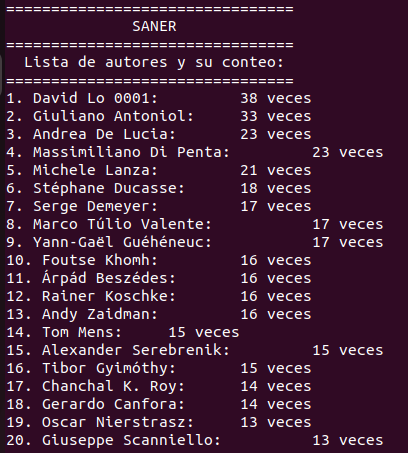 ================================
SANER
================================
Lista de autores y su conteo:
================================
1. David Lo 0001: 38 veces
2. Giuliano Antoniol: 33 veces
3. Andrea De Lucia: 23 veces
4. Massimiliano Di Penta: 23 veces
5. Michele Lanza: 21 veces
6. Stéphane Ducasse: 18 veces
7. Serge Demeyer: 17 veces
8. Marco Túlio Valente: 17 veces
9. Yann-Gaël Guéhéneuc: 17 veces
10. Foutse Khomh: 16 veces
11. Árpád Beszédes: 16 veces
12. Rainer Koschke: 16 veces
13. Andy Zaidman: 16 veces
14. Tom Mens: 15 veces
15. Alexander Serebrenik: 15 veces
16. Tibor Gyimóthy: 15 veces
17. Chanchal K. Roy: 14 veces
18. Gerardo Canfora: 14 veces
19. Oscar Nierstrasz: 13 veces
20. Giuseppe Scanniello: 13 veces